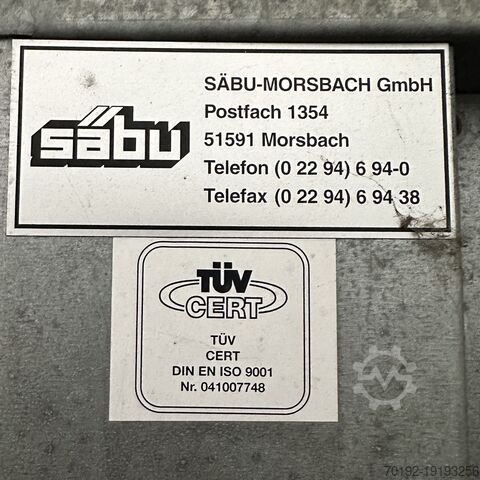 säbu
SÄBU-MORSBACH GmbH
Postfach 1354
51591 Morsbach
Telefon (0 22 94) 6 94-0
Telefax (0 22 94) 6 94 38
TÜV
CERT
TÜV
CERT
DIN EN ISO 9001
Nr. 041007748
70192-19193256